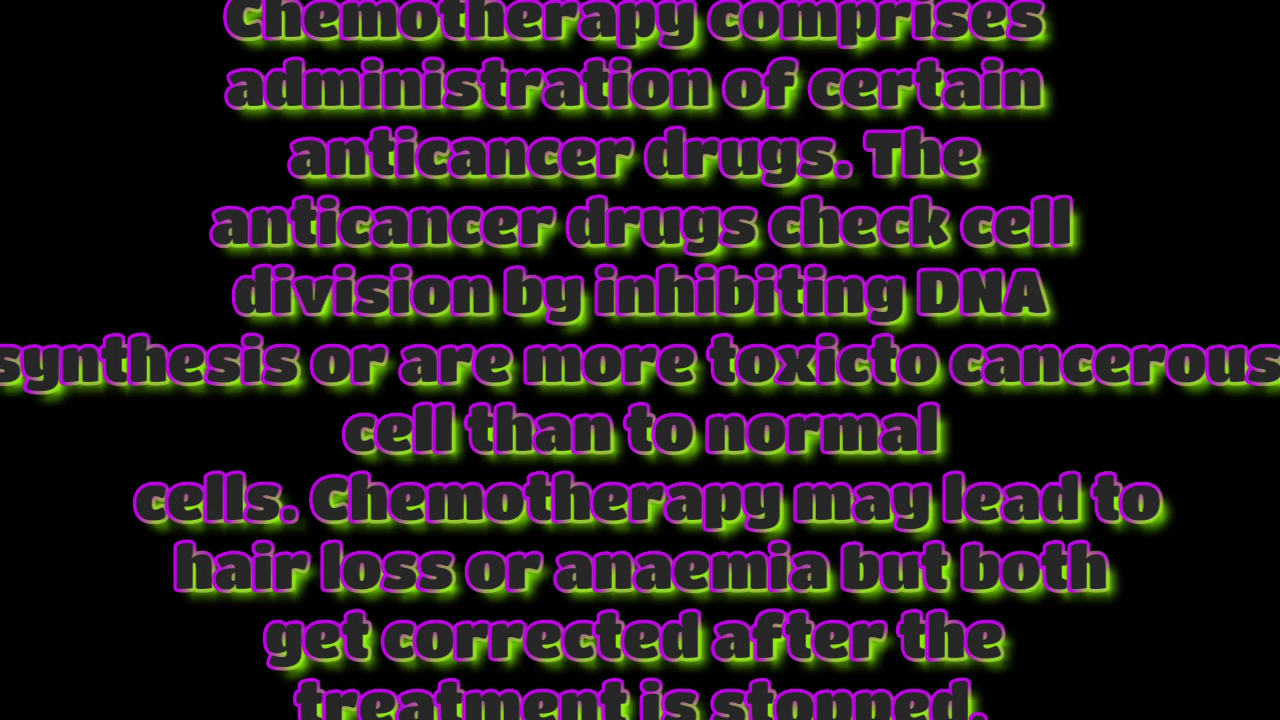 Chemotherapy comprises
administration of certain
anticancer drugs. The
anticancer drugs check cell
division by inhibiting DNA
synthesis or are more toxicto cancerous
cell than to normal
cells. Chemotherapy may lead to
hair loss or anaemia but both
get corrected after the
treatment is stopped.